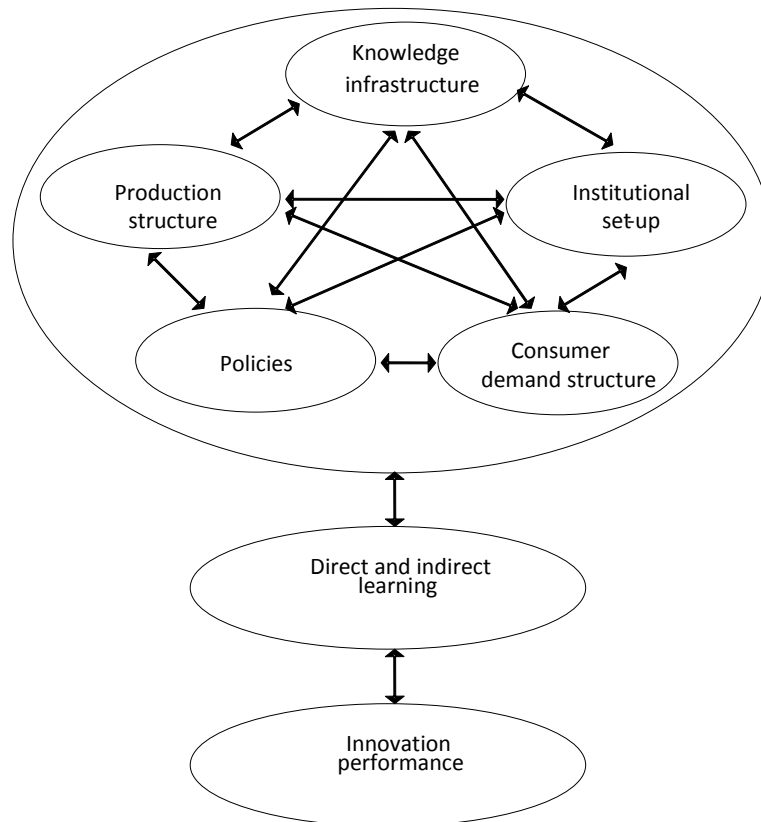 Knowledge
infrastructure
Production
structure
Institutional
set-up
Policies
Consumer
demand structure
Direct and indirect
learning
Innovation
performance